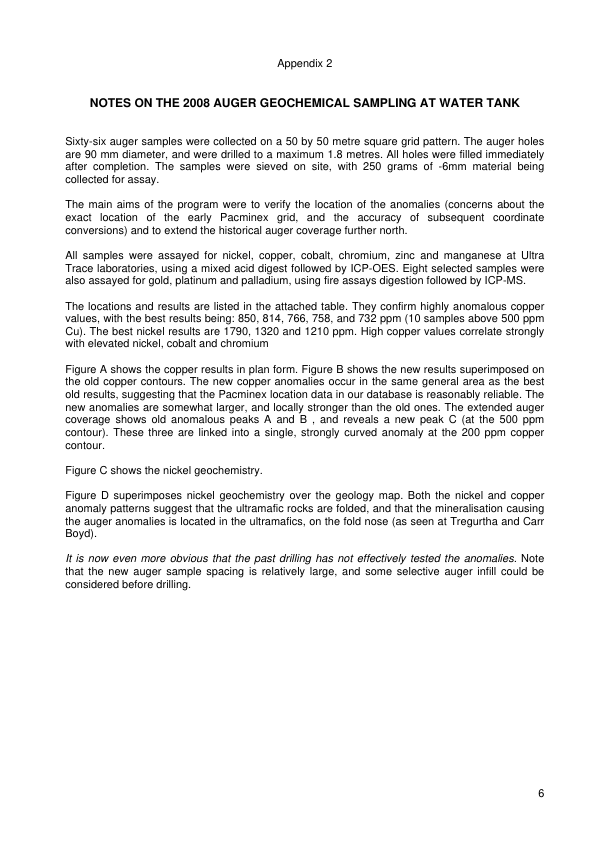 Appendix 2
NOTES ON THE 2008 AUGER GEOCHEMICAL SAMPLING AT WATER TANK
Sixty-six auger samples were collected on a 50 by 50 metre square grid pattern. The auger holes
are 90 mm diameter, and were drilled to a maximum 1.8 metres. All holes were filled immediately
after completion. The samples were sieved on site, with 250 grams of -6mm material being
collected for assay.
The main aims of the program were to verify the location of the anomalies (concerns about the
exact location of the early Pacminex grid, and the accuracy of subsequent coordinate
conversions) and to extend the historical auger coverage further north.
All samples were assayed for nickel, copper, cobalt, chromium, zinc and manganese at Ultra
Trace laboratories, using a mixed acid digest followed by ICP-OES. Eight selected samples were
also assayed for gold, platinum and palladium, using fire assays digestion followed by ICP-MS.
The locations and results are listed in the attached table. They confirm highly anomalous copper
values, with the best results being: 850, 814, 766, 758, and 732 ppm (10 samples above 500 ppm
Cu). The best nickel results are 1790, 1320 and 1210 ppm. High copper values correlate strongly
with elevated nickel, cobalt and chromium
Figure A shows the copper results in plan form. Figure B shows the new results superimposed on
the old copper contours. The new copper anomalies occur in the same general area as the best
old results, suggesting that the Pacminex location data in our database is reasonably reliable. The
new anomalies are somewhat larger, and locally stronger than the old ones. The extended auger
coverage shows old anomalous peaks A and B , and reveals a new peak C (at the 500 ppm
contour). These three are linked into a single, strongly curved anomaly at the 200 ppm copper
contour.
Figure C shows the nickel geochemistry.
Figure D superimposes nickel geochemistry over the geology map. Both the nickel and copper
anomaly patterns suggest that the ultramafic rocks are folded, and that the mineralisation causing
the auger anomalies is located in the ultramafics, on the fold nose (as seen at Tregurtha and Carr
Boyd).
It is now even more obvious that the past drilling has not effectively tested the anomalies. Note
that the new auger sample spacing is relatively large, and some selective auger infill could be
considered before drilling.
6